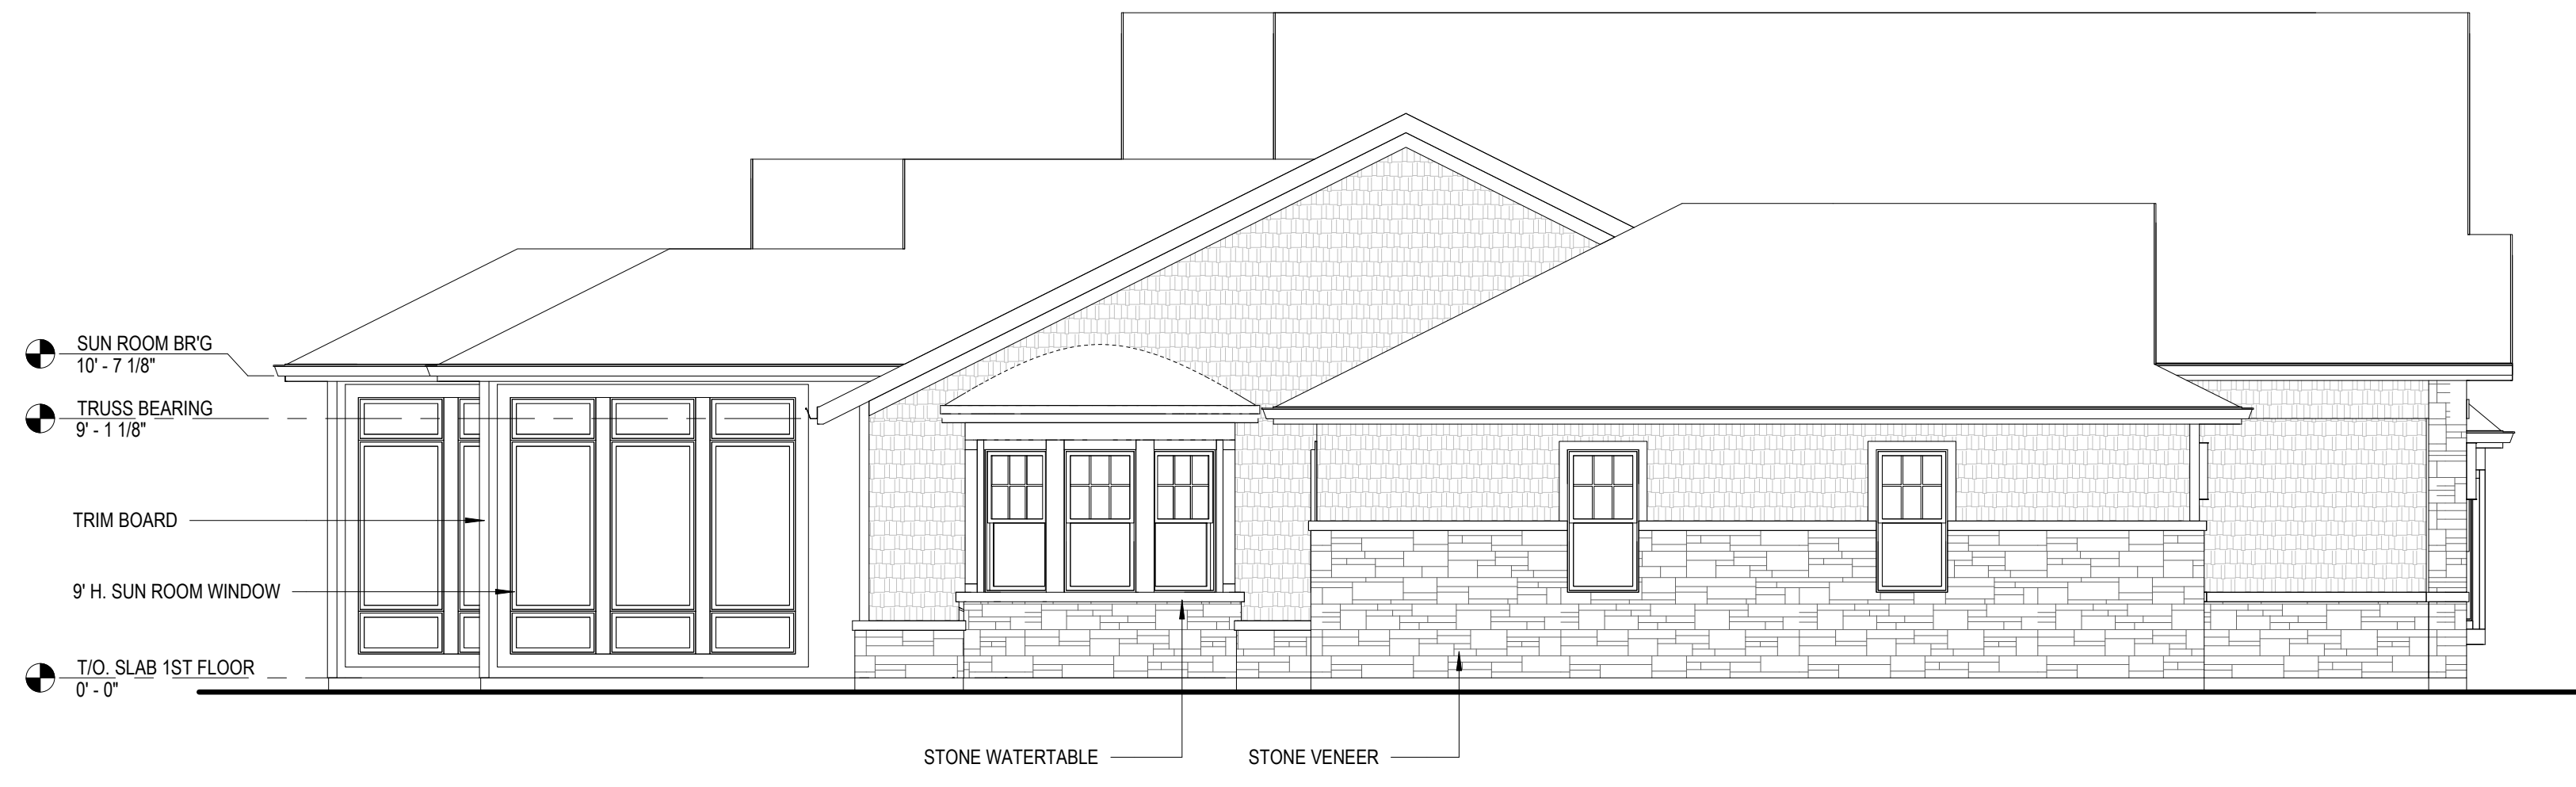 SUN ROOM BR'G
10' - 7 1/8"
TRUSS BEARING
9' - 1 1/8"
TRIM BOARD
9' H. SUN ROOM WINDOW
T/O. SLAB 1ST FLOOR
0' - 0"
STONE WATERTABLE
STONE VENEER